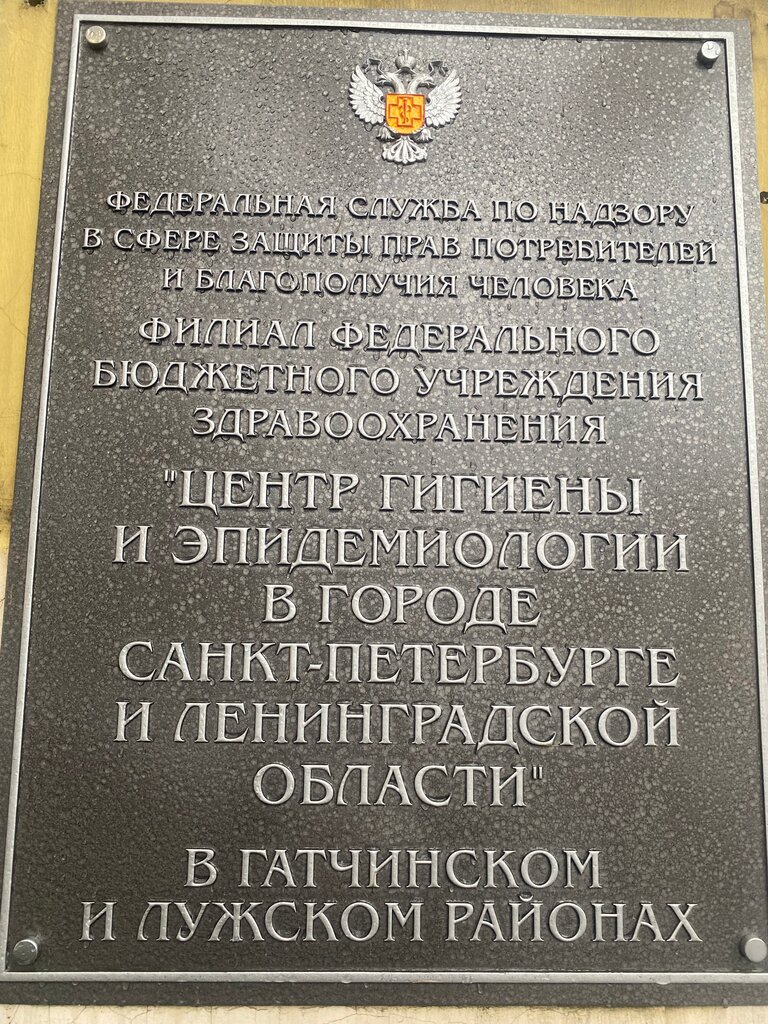 ФЕДЕРАЛЬНАЯ СЛУЖБА ПО НАДЗОРУ
В СФЕРЕ ЗАЩИТЫ ПРАВ ПОТРЕБИТЕЛЕЙ
И БЛАГОПОЛУЧИЯ ЧЕЛОВЕКА
ФИЛИАЛ ФЕДЕРАЛЬНОГО
БЮДЖЕТНОГО УЧРЕЖДЕНИЯ
ЗДРАВООХРАНЕНИЯ
"ЦЕНТР ГИГИЕНЫ
И ЭПИДЕМИОЛОГИИ
В ГОРОДЕ
САНКТ-ПЕТЕРБУРГЕ
И ЛЕНИНГРАДСКОЙ
ОБЛАСТИ"
В ГАТЧИНСКОМ
И ЛУЖСКОМ РАЙОНАХ